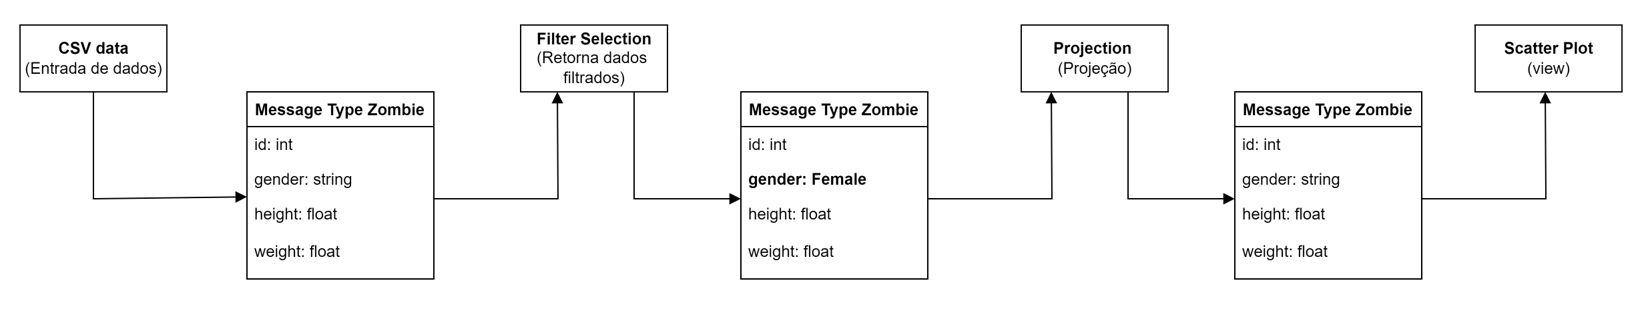 CSV data
(Entrada de dados)
Message Type Zombie
id: int
gender: string
height: float
weight: float
Filter Selection
(Retorna dados
filtrados)
Message Type Zombie
id: int
gender: Female
height: float
weight: float
Projection
(Projeção)
Message Type Zombie
id: int
gender: string
height: float
weight: float
Scatter Plot
(view)